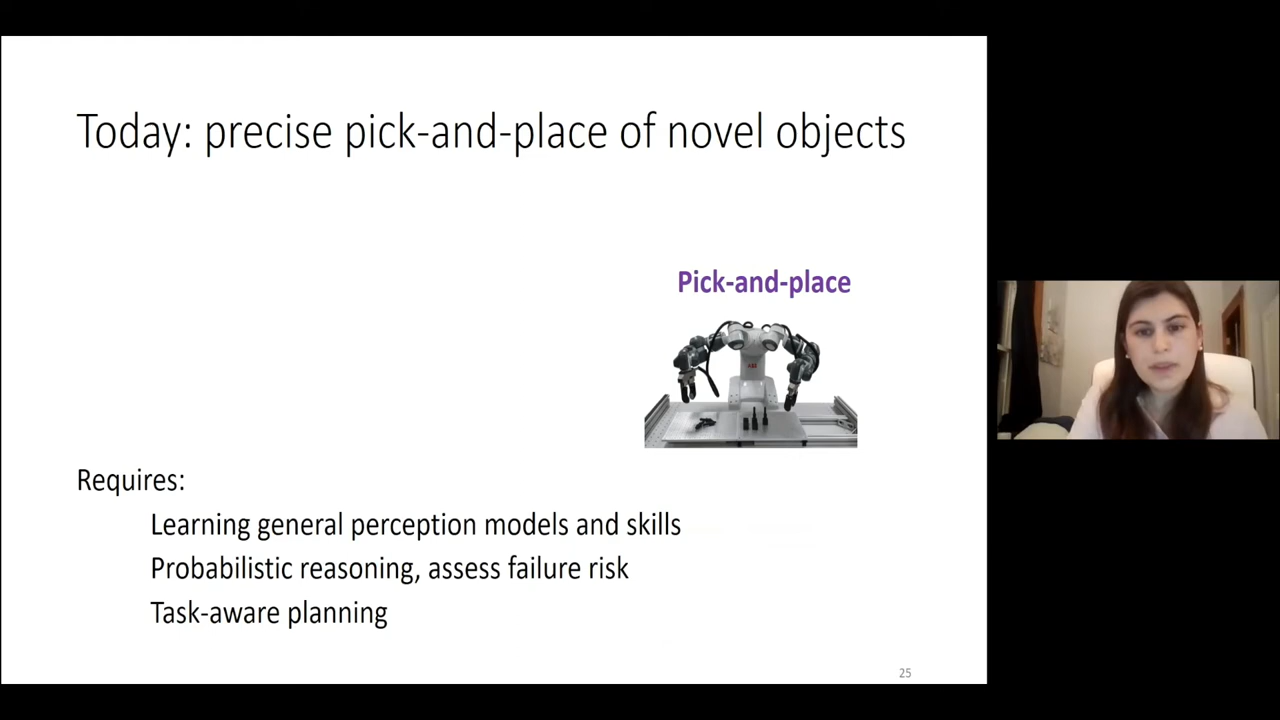 Today: precise pick-and-place of novel objects
Pick-and-place
Requires:
Learning general perception models and skills
Probabilistic reasoning, assess failure risk
Task-aware planning
25